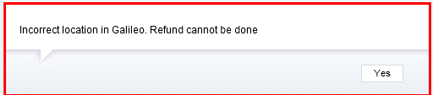 Incorrect location in Galileo. Refund cannot be done
Yes